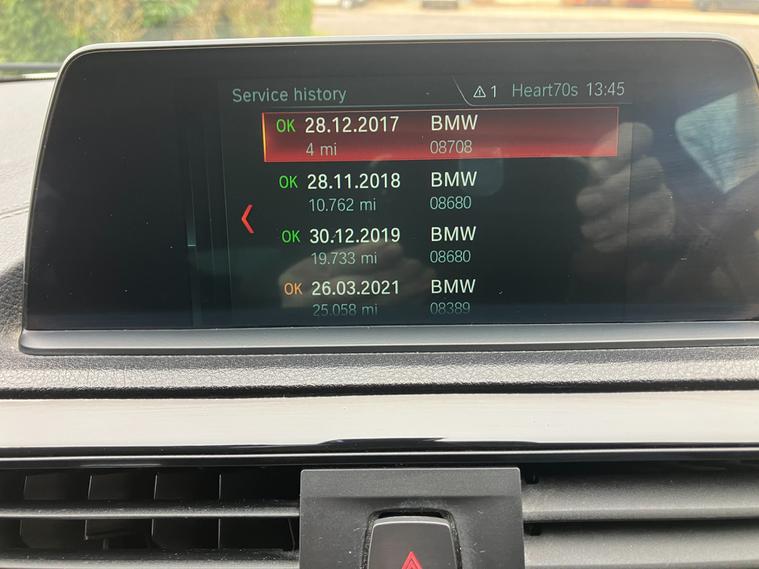 Service history
⚠1 Heart70s 13:45
OK 28.12.2017 BMW
4 mi 08708
OK 28.11.2018 BMW
10.762 mi 08680
OK 30.12.2019 BMW
19.733 mi 08680
OK 26.03.2021 BMW
25.058 mi 08389